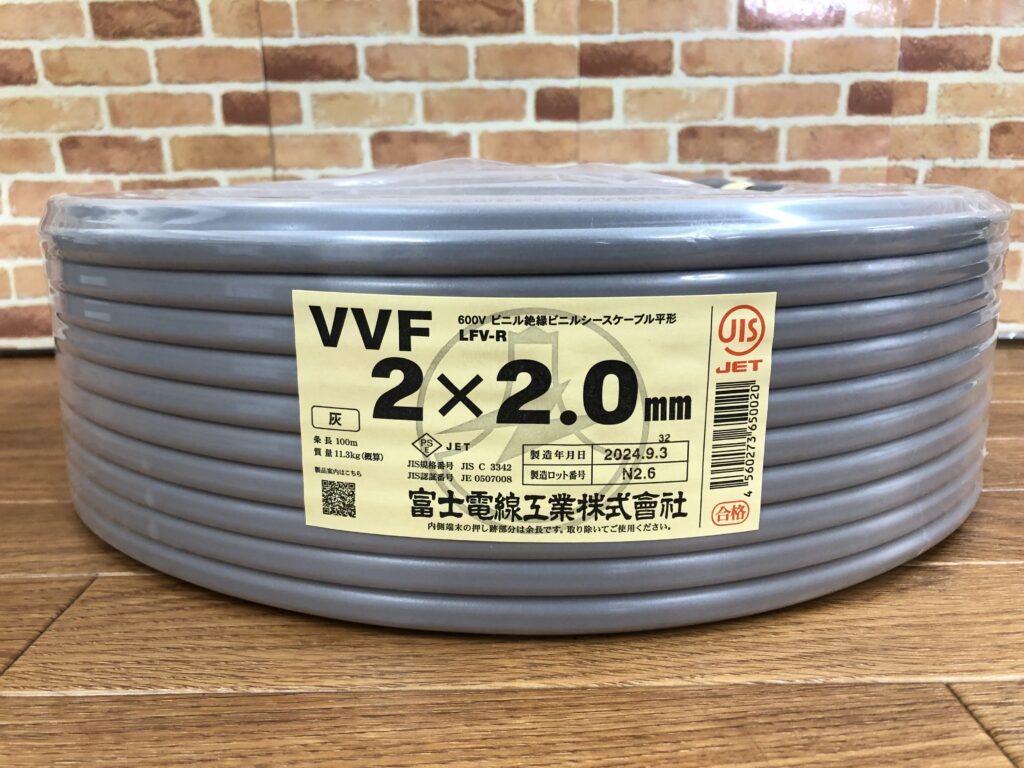 VVF
600V ビニル絶縁ビニルシースケーブル平形
LFV-R
2×2.0mm
灰
条長 100m
質量 11.3kg(概算)
製品案内はこちら
PS
E
JET
JIS規格番号 JIS C 3342
JIS認証番号 JE 0507008
32
製造年月日 2024.9.3
製造ロット番号 N2.6
富士電線工業株式會社
内側端末の押し跡部分は余長です。取り除いてご使用ください。
JIS
JET
4 560273 650020
合格